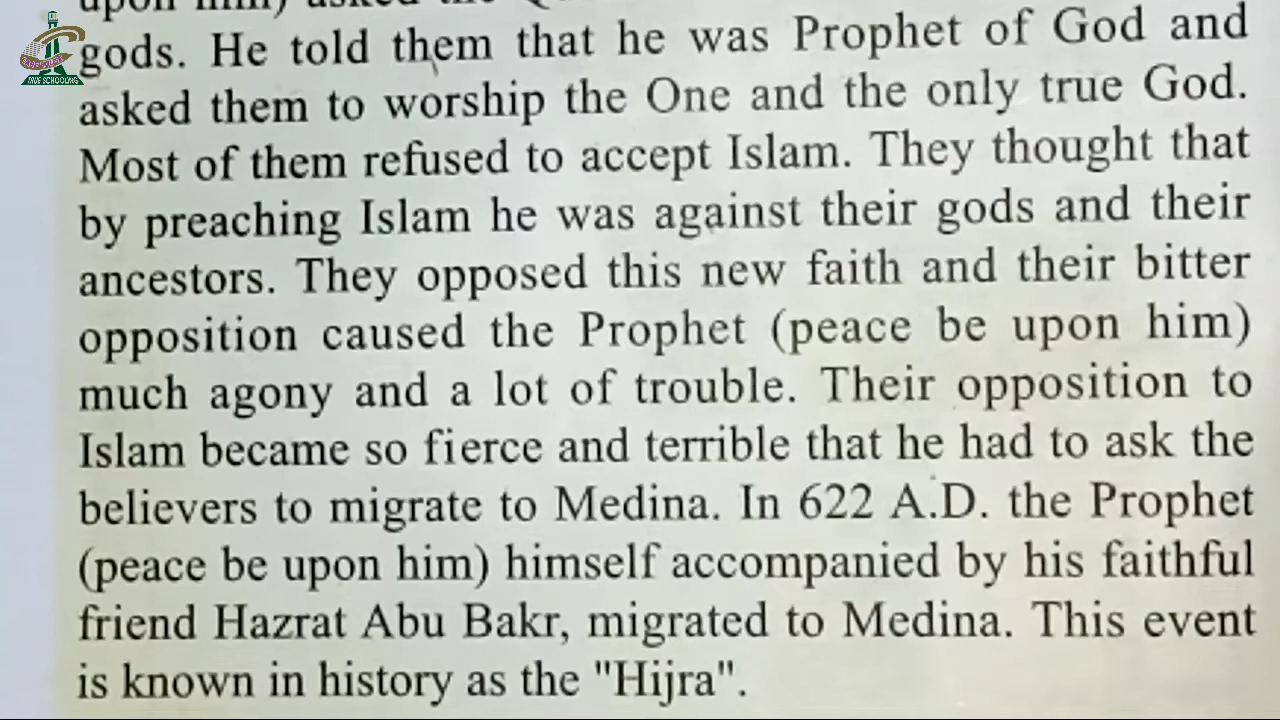 upon him) asked the
gods. He told them that he was Prophet of God and
asked them to worship the One and the only true God.
Most of them refused to accept Islam. They thought that
by preaching Islam he was against their gods and their
ancestors. They opposed this new faith and their bitter
opposition caused the Prophet (peace be upon him)
much agony and a lot of trouble. Their opposition to
Islam became so fierce and terrible that he had to ask the
believers to migrate to Medina. In 622 A.D. the Prophet
(peace be upon him) himself accompanied by his faithful
friend Hazrat Abu Bakr, migrated to Medina. This event
is known in history as the "Hijra".